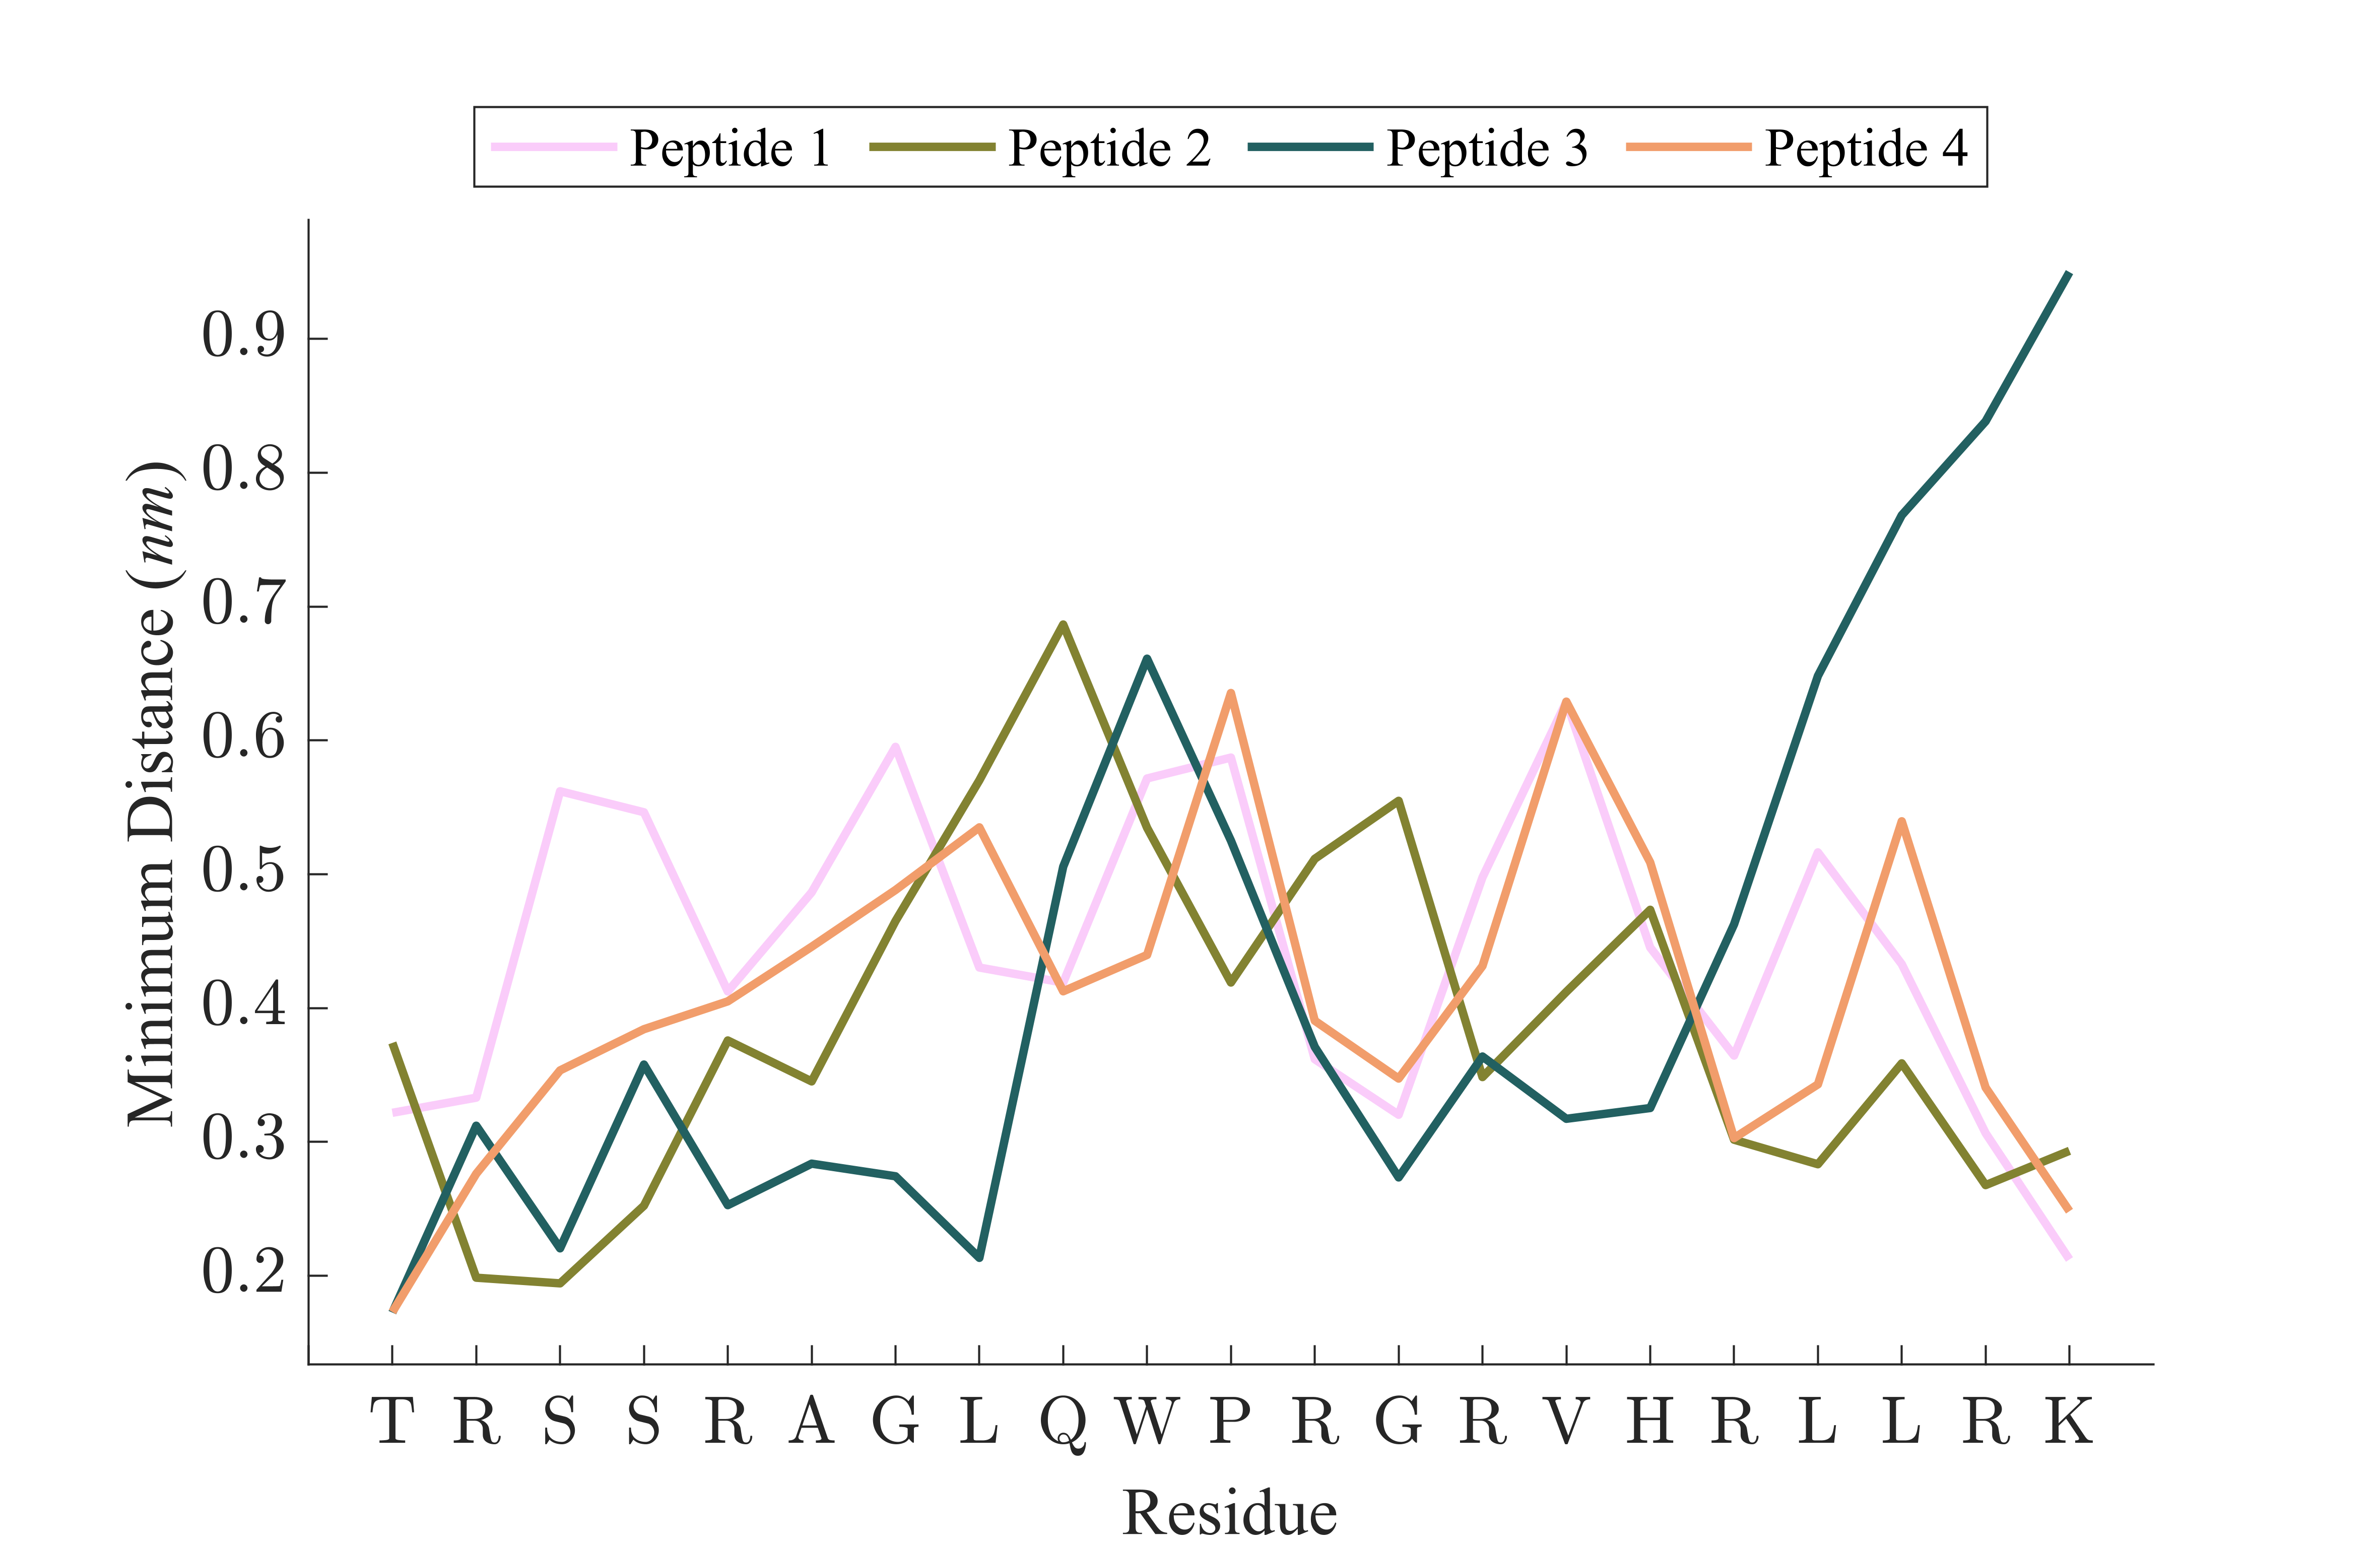 Peptide 1 Peptide 2 Peptide 3 Peptide 4
Minimum Distance (nm)
0.9
0.8
0.7
0.6
0.5
0.4
0.3
0.2
T R S S R A G L Q W P R G R V H R L L R K
Residue